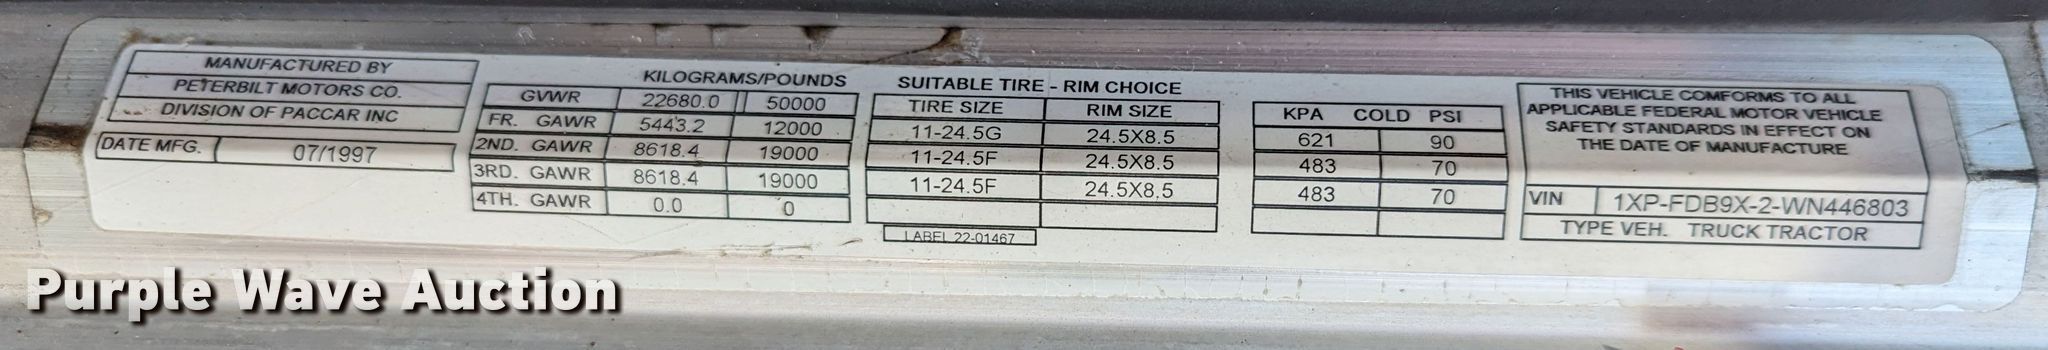 MANUFACTURED BY
PETERBILT MOTORS CO.
DIVISION OF PACCAR INC
DATE MFG. 07/1997
KILOGRAMS/POUNDS
GVWR 22680.0 50000
FR. GAWR 5443.2 12000
2ND. GAWR 8618.4 19000
3RD. GAWR 8618.4 19000
4TH. GAWR 0.0 0
SUITABLE TIRE - RIM CHOICE
TIRE SIZE RIM SIZE
11-24.5G 24.5X8.5
11-24.5F 24.5X8.5
11-24.5F 24.5X8.5
LABEL 22-01467
KPA COLD PSI
621 90
483 70
483 70
THIS VEHICLE COMFORMS TO ALL
APPLICABLE FEDERAL MOTOR VEHICLE
SAFETY STANDARDS IN EFFECT ON
THE DATE OF MANUFACTURE
VIN 1XP-FDB9X-2-WN446803
TYPE VEH. TRUCK TRACTOR
Purple Wave Auction